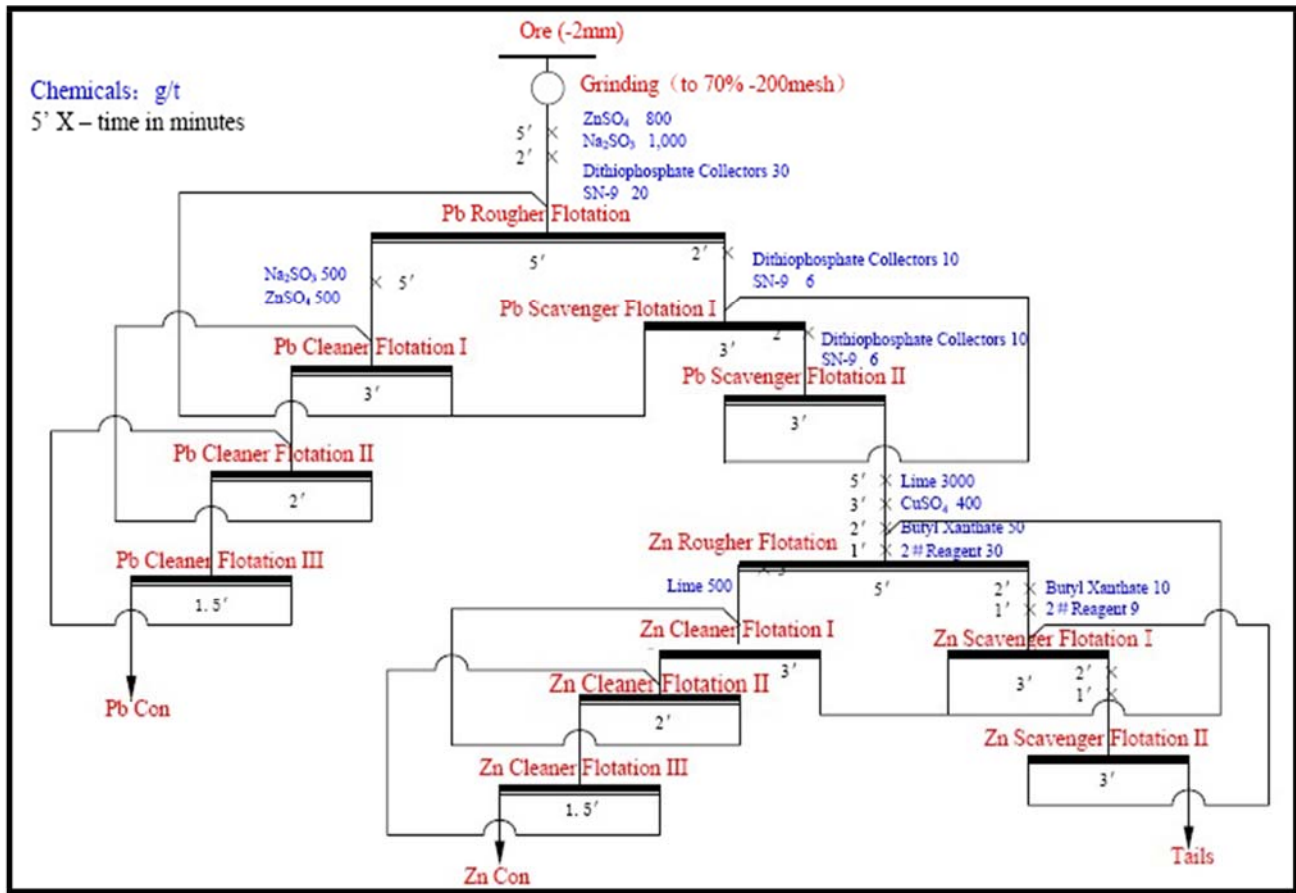 Ore (-2mm)
Chemicals: g/t
5' X – time in minutes
Grinding (to 70% -200mesh)
5' ZnSO₄ 800
Na₂SO₃ 1,000
2'
Dithiophosphate Collectors 30
SN-9 20
Pb Rougher Flotation
5'
2' Dithiophosphate Collectors 10
SN-9 6
Na₂SO₃ 500
ZnSO₄ 500
5'
Pb Scavenger Flotation I
3'
2 Dithiophosphate Collectors 10
SN-9 6
Pb Cleaner Flotation I
3'
Pb Scavenger Flotation II
3'
Pb Cleaner Flotation II
2'
5' Lime 3000
3' CuSO₄ 400
2' Butyl Xanthate 50
1' 2#Reagent 30
Pb Cleaner Flotation III
1.5'
Pb Con
Zn Rougher Flotation
5'
Lime 500
2' Butyl Xanthate 10
1' 2#Reagent 9
Zn Cleaner Flotation I
3'
Zn Scavenger Flotation I
3'
2'
1'
Zn Cleaner Flotation II
2'
Zn Scavenger Flotation II
3'
Zn Cleaner Flotation III
1.5'
Zn Con
Tails